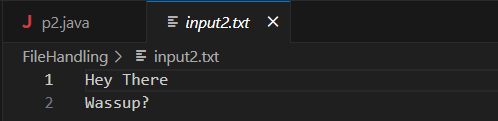 J p2.java input2.txt ×
FileHandling > input2.txt
1 Hey There
2 Wassup?